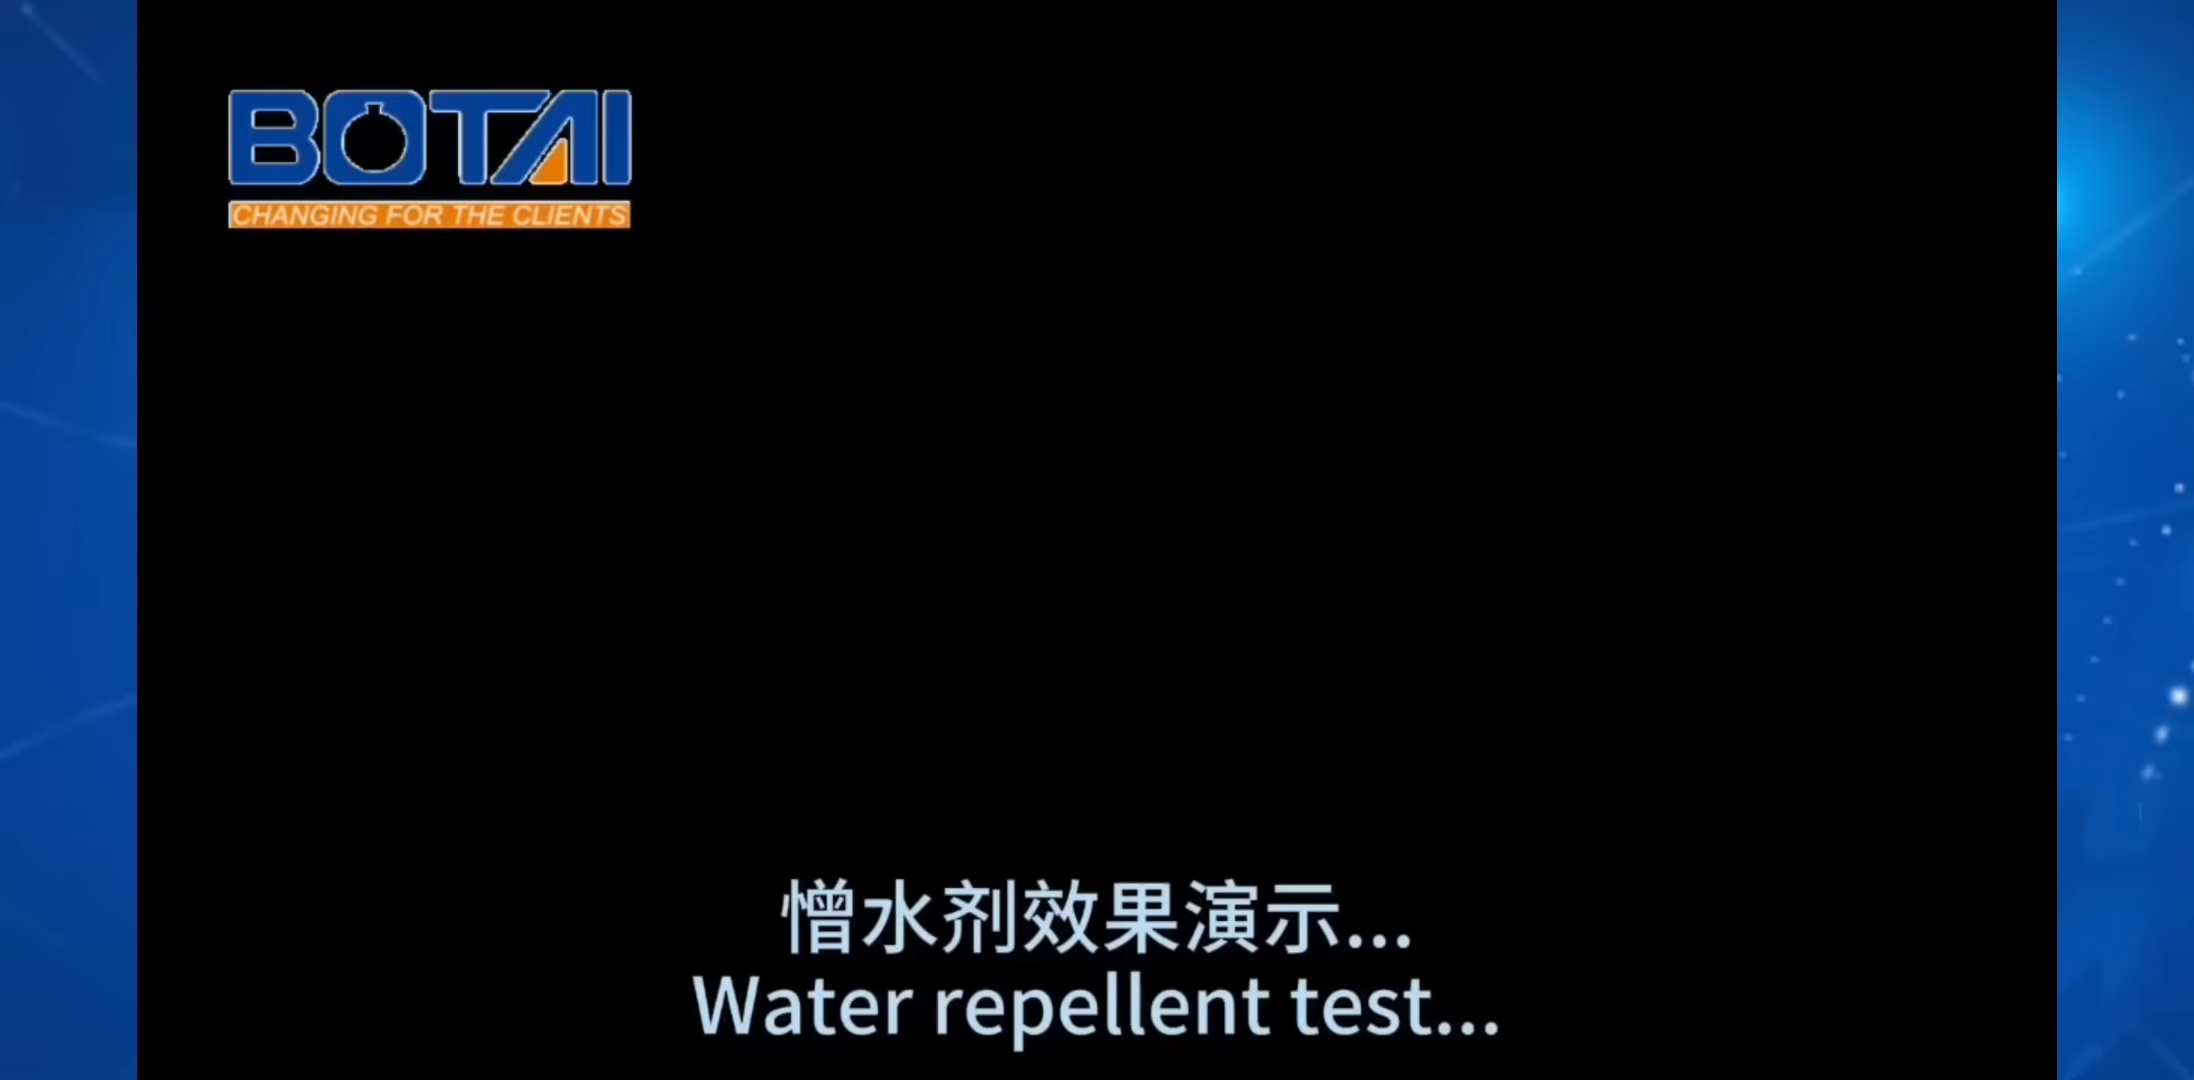 BOTAI
CHANGING FOR THE CLIENTS
憎水剂效果演示...
Water repellent test...